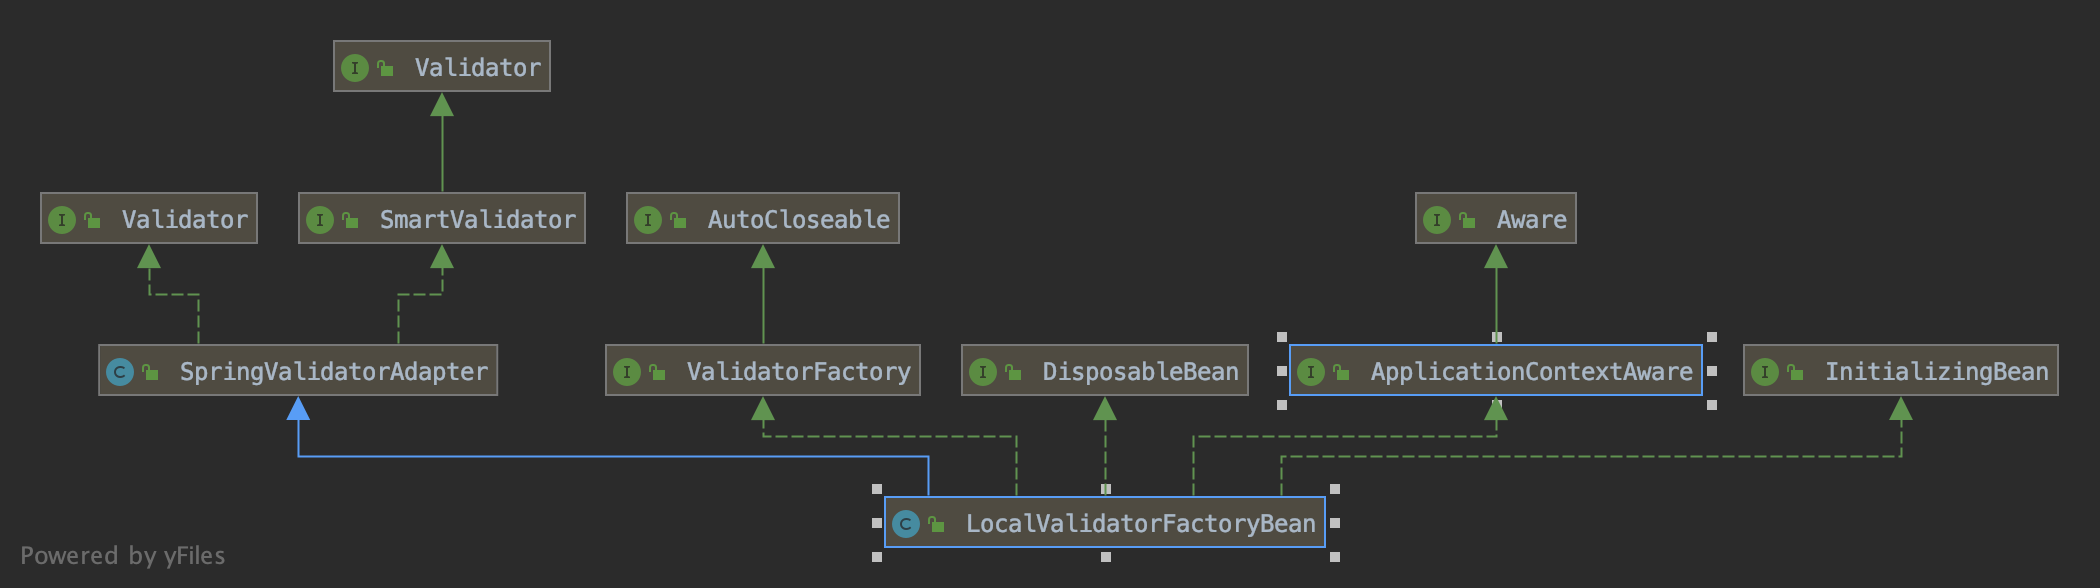 I Validator
I Validator
I SmartValidator
I AutoCloseable
I Aware
C SpringValidatorAdapter
I ValidatorFactory
I DisposableBean
I ApplicationContextAware
I InitializingBean
C LocalValidatorFactoryBean
Powered by yFiles